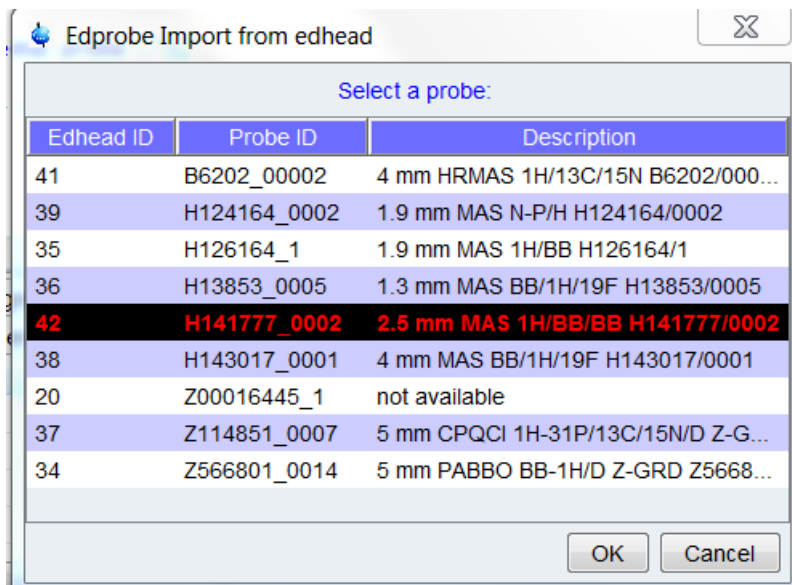 Edprobe Import from edhead
Select a probe:
Edhead ID Probe ID Description
41 B6202_00002 4 mm HRMAS 1H/13C/15N B6202/000...
39 H124164_0002 1.9 mm MAS N-P/H H124164/0002
35 H126164_1 1.9 mm MAS 1H/BB H126164/1
36 H13853_0005 1.3 mm MAS BB/1H/19F H13853/0005
42 H141777_0002 2.5 mm MAS 1H/BB/BB H141777/0002
38 H143017_0001 4 mm MAS BB/1H/19F H143017/0001
20 Z00016445_1 not available
37 Z114851_0007 5 mm CPQCI 1H-31P/13C/15N/D Z-G...
34 Z566801_0014 5 mm PABBO BB-1H/D Z-GRD Z5668...
OK Cancel